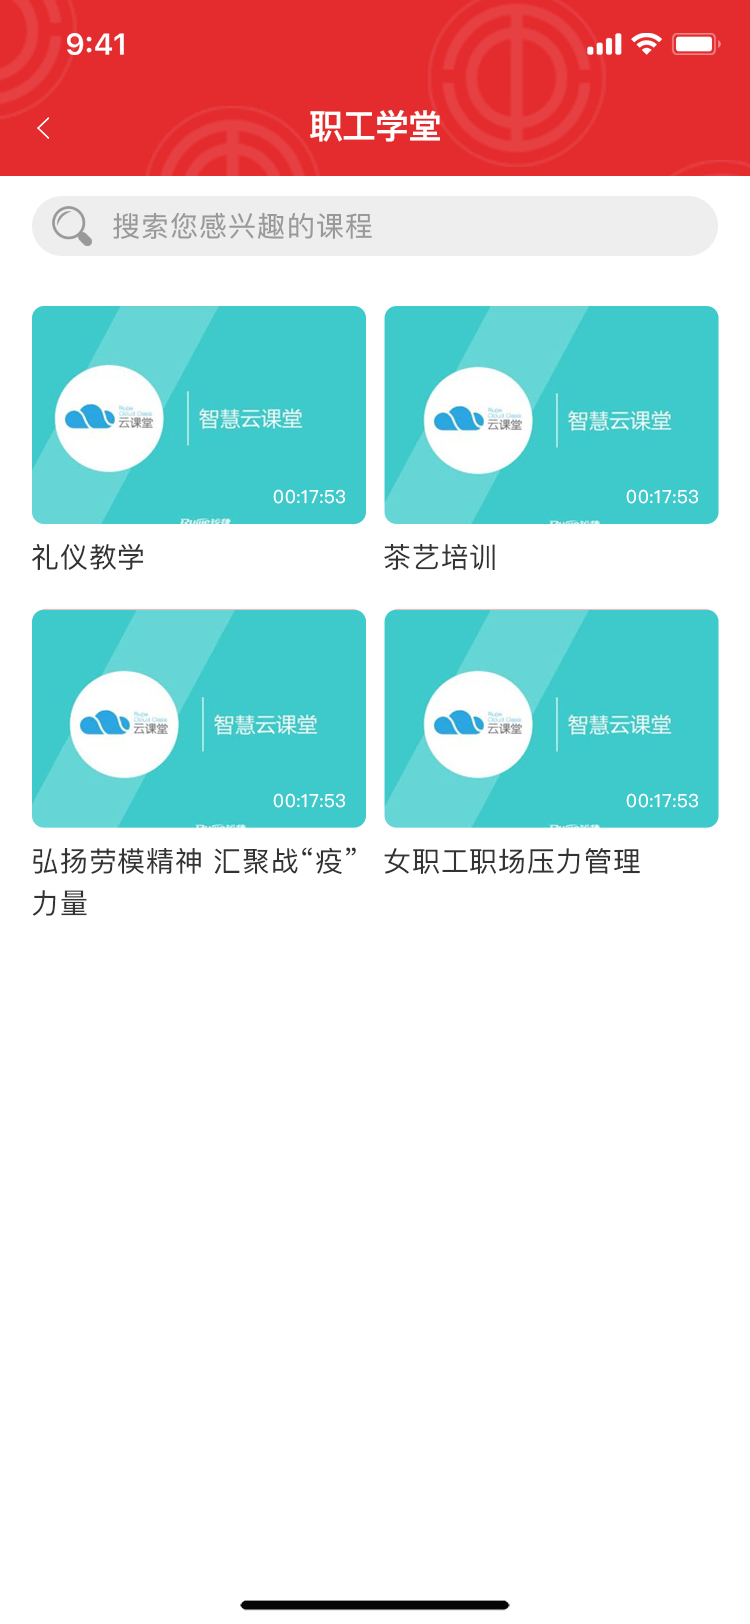 9:41
职工学堂
搜索您感兴趣的课程
云课堂
智慧云课堂
00:17:53
云课堂
智慧云课堂
00:17:53
礼仪教学
茶艺培训
云课堂
智慧云课堂
00:17:53
云课堂
智慧云课堂
00:17:53
弘扬劳模精神 汇聚战“疫”
力量
女职工职场压力管理